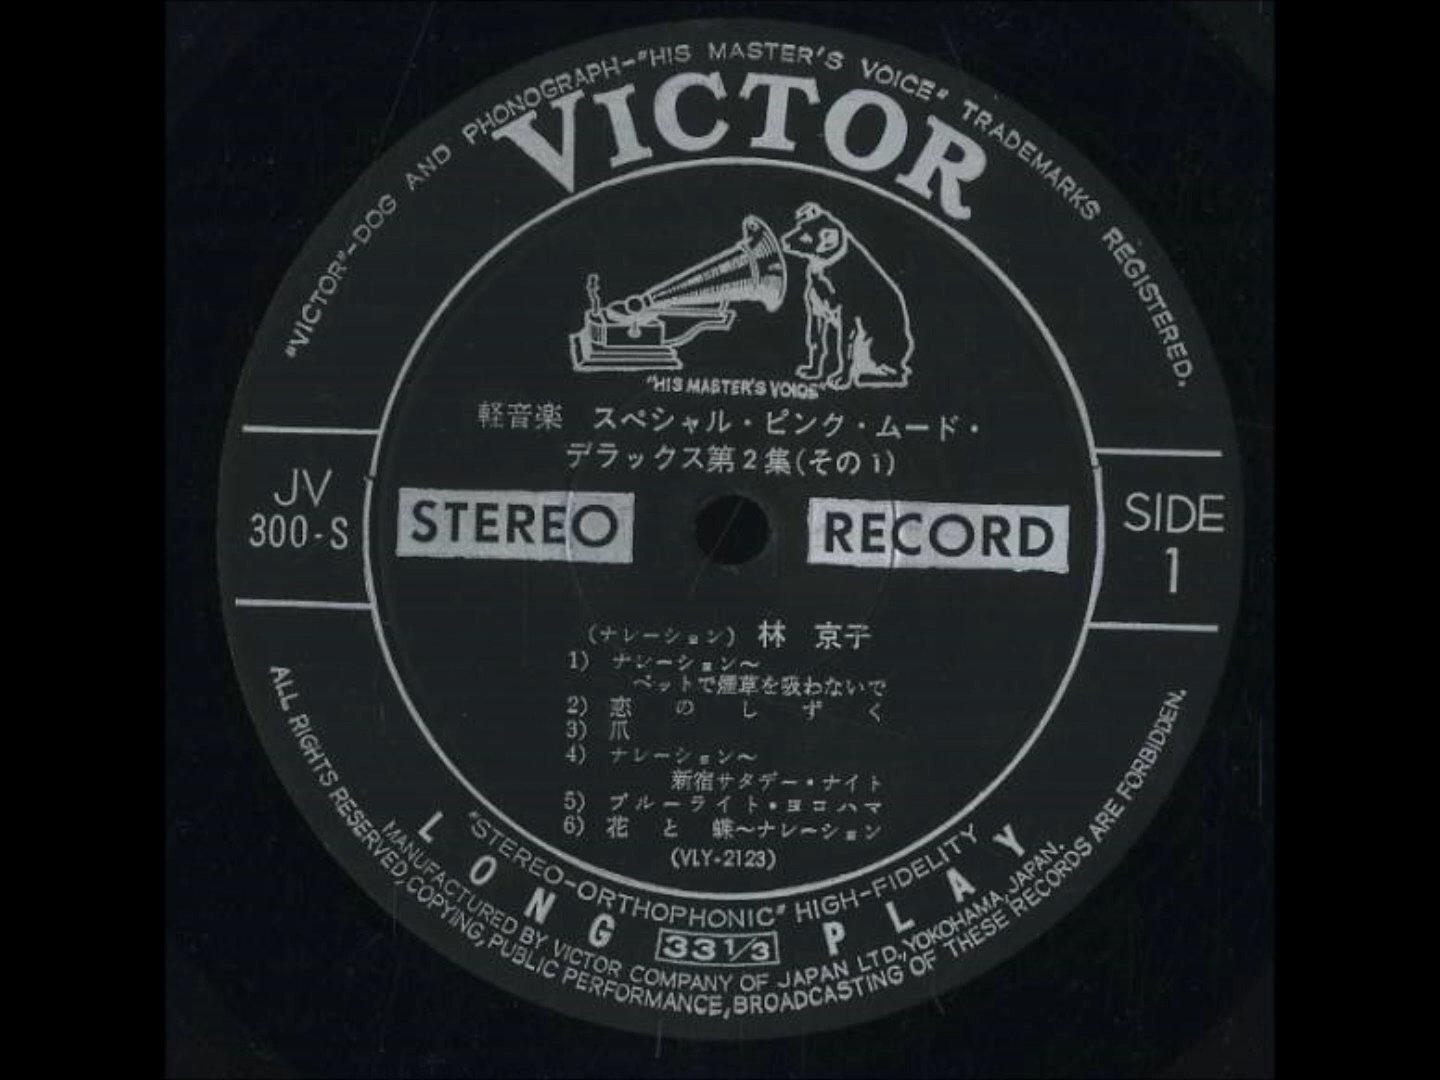 "VICTOR"-DOG AND PHONOGRAPH-"HIS MASTER'S VOICE" TRADEMARKS REGISTERED.
VICTOR
"HIS MASTER'S VOICE"
軽音楽 スペシャル・ピング・ムード・
デラックス第2集(その1)
JV
300-S
STEREO
RECORD
SIDE
1
(ナレーション) 林 京子
1) ナレーション〜
ベットで煙草を吸わないで
2) 恋のしずく
3) 爪
4) ナレーション〜
新宿サタデー・ナイト
5) ブルーライト・ヨコハマ
6) 花と蝶〜ナレーション
(VLY-2123)
"STEREO-ORTHOPHONIC" HIGH-FIDELITY
LONG 33 1/3 PLAY
MANUFACTURED BY VICTOR COMPANY OF JAPAN LTD., YOKOHAMA, JAPAN.
ALL RIGHTS RESERVED, COPYING, PUBLIC PERFORMANCE, BROADCASTING OF THESE RECORDS ARE FORBIDDEN.